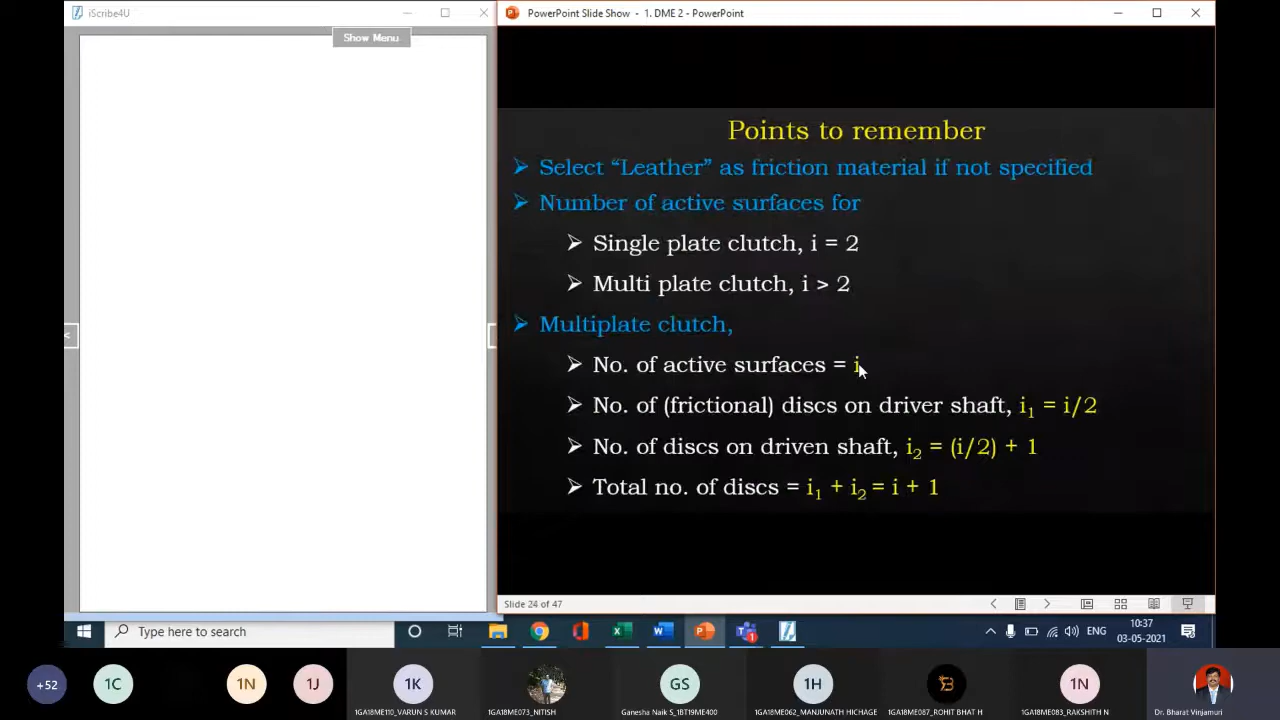 iScribe4U
PowerPoint Slide Show - 1. DME 2 - PowerPoint
Show Menu
Points to remember
Select “Leather” as friction material if not specified
Number of active surfaces for
Single plate clutch, i = 2
Multi plate clutch, i > 2
Multiplate clutch,
No. of active surfaces = i
No. of (frictional) discs on driver shaft, i₁ = i/2
No. of discs on driven shaft, i₂ = (i/2) + 1
Total no. of discs = i₁ + i₂ = i + 1
Slide 24 of 47
Type here to search
ENG
10:37
03-05-2021
+52
1C
1N
1J
1K
GS
1H
1N
1GA18ME110_VARUN S KUMAR
1GA18ME073_NITISH
Ganesha Naik S_1BT19ME400
1GA18ME062_MANJUNATH HICHAGE
1GA18ME087_ROHIT BHAT H
1GA18ME083_RAKSHITH N
Dr. Bharat Vinjamuri